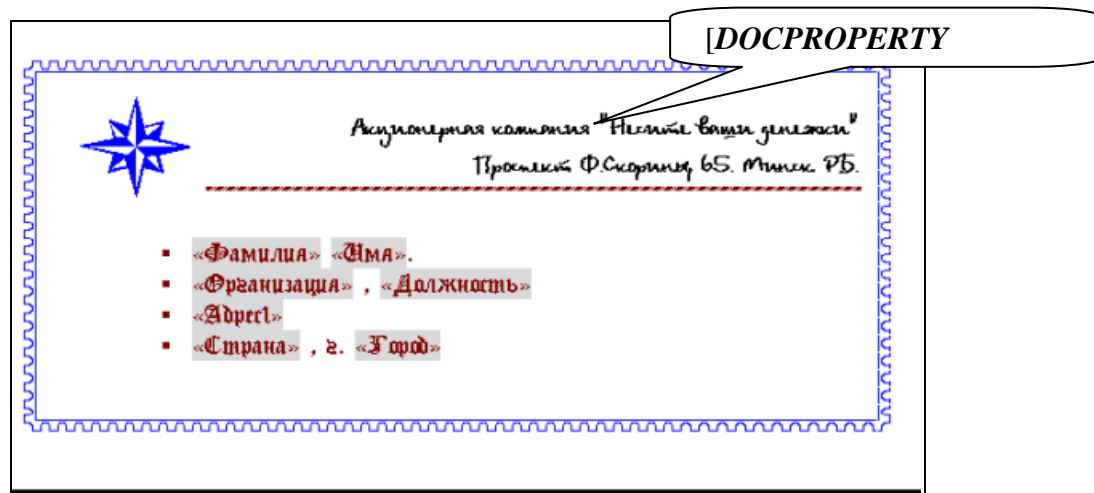 [DOCPROPERTY
Акционерная компания "Несите ваши денежки"
Проспект Ф.Скорины, 65. Минск. РБ.
▪ «Фамилия» «Имя».
▪ «Организация» , «Должность»
▪ «Адрес1»
▪ «Страна» , г. «Город»